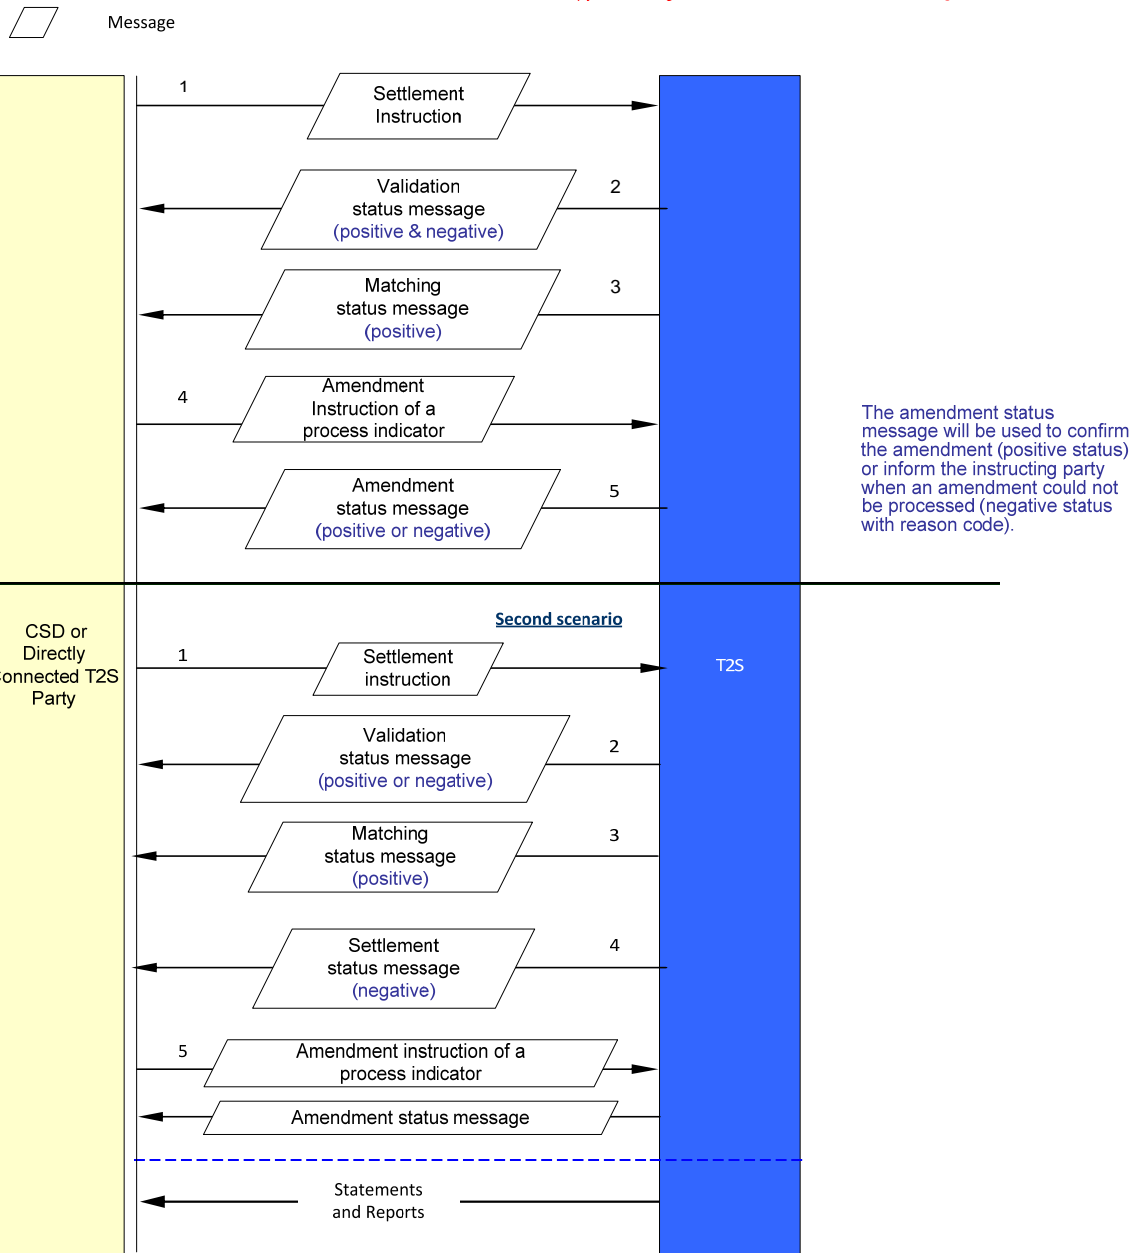 Message
1
Settlement
Instruction
Validation
status message
(positive & negative)
2
Matching
status message
(positive)
3
4
Amendment
Instruction of a
process indicator
Amendment
status message
(positive or negative)
5
The amendment status
message will be used to confirm
the amendment (positive status)
or inform the instructing party
when an amendment could not
be processed (negative status
with reason code).
Second scenario
CSD or
Directly
onnected T2S
Party
1
Settlement
instruction
T2S
Validation
status message
(positive or negative)
2
Matching
status message
(positive)
3
Settlement
status message
(negative)
4
5
Amendment instruction of a
process indicator
Amendment status message
Statements
and Reports